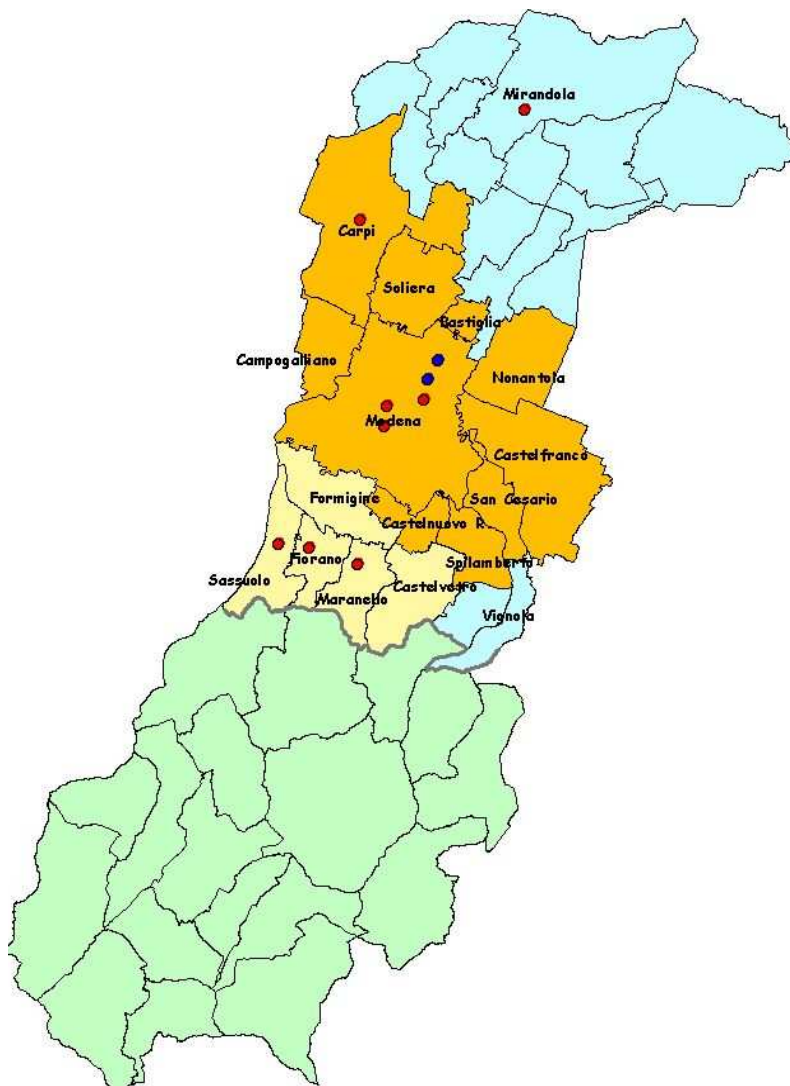 Mirandola
Carpi
Soliera
Bastiglia
Campogalliano
Nonantola
Modena
Castelfranco
Formigine
San Cesario
Castelnuovo R.
Fiorano
Spilamberto
Sassuolo
Castelvetro
Maranello
Vignola